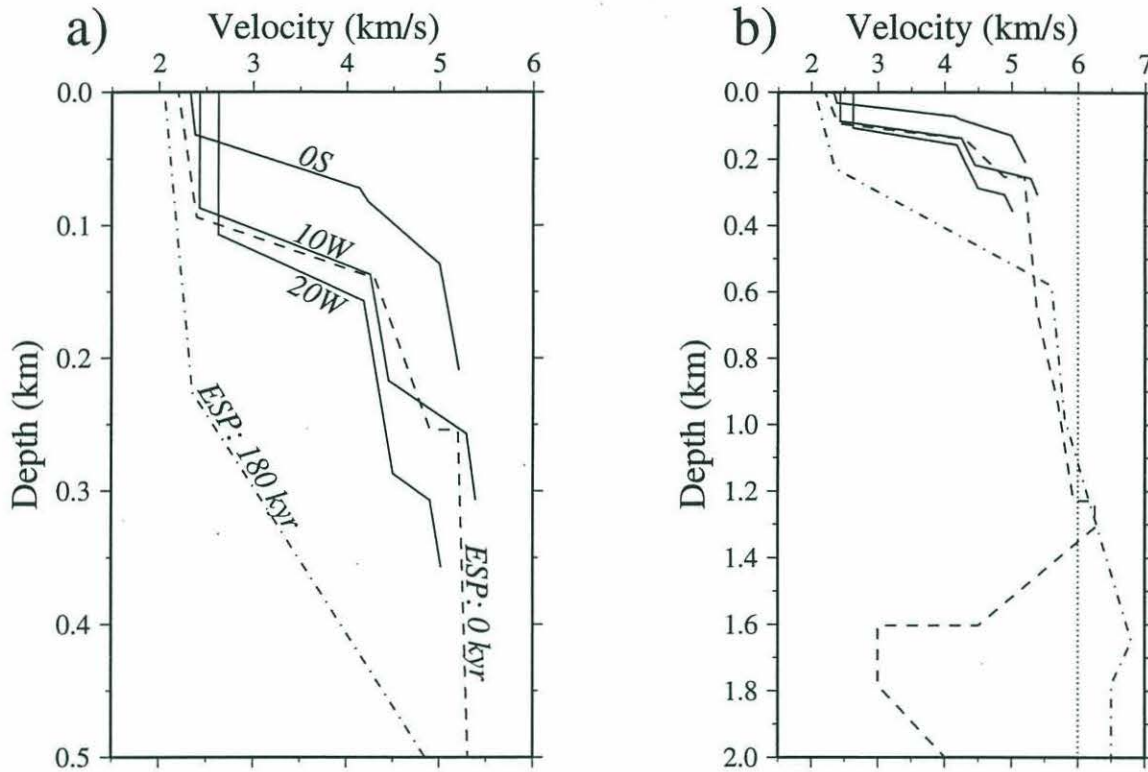 a)
Velocity (km/s)
2 3 4 5 6
0.0
0.1
0.2
0.3
0.4
0.5
Depth (km)
0S
10W
20W
ESP: 180 kyr
ESP: 0 kyr
b)
Velocity (km/s)
2 3 4 5 6 7
0.0
0.2
0.4
0.6
0.8
1.0
1.2
1.4
1.6
1.8
2.0
Depth (km)